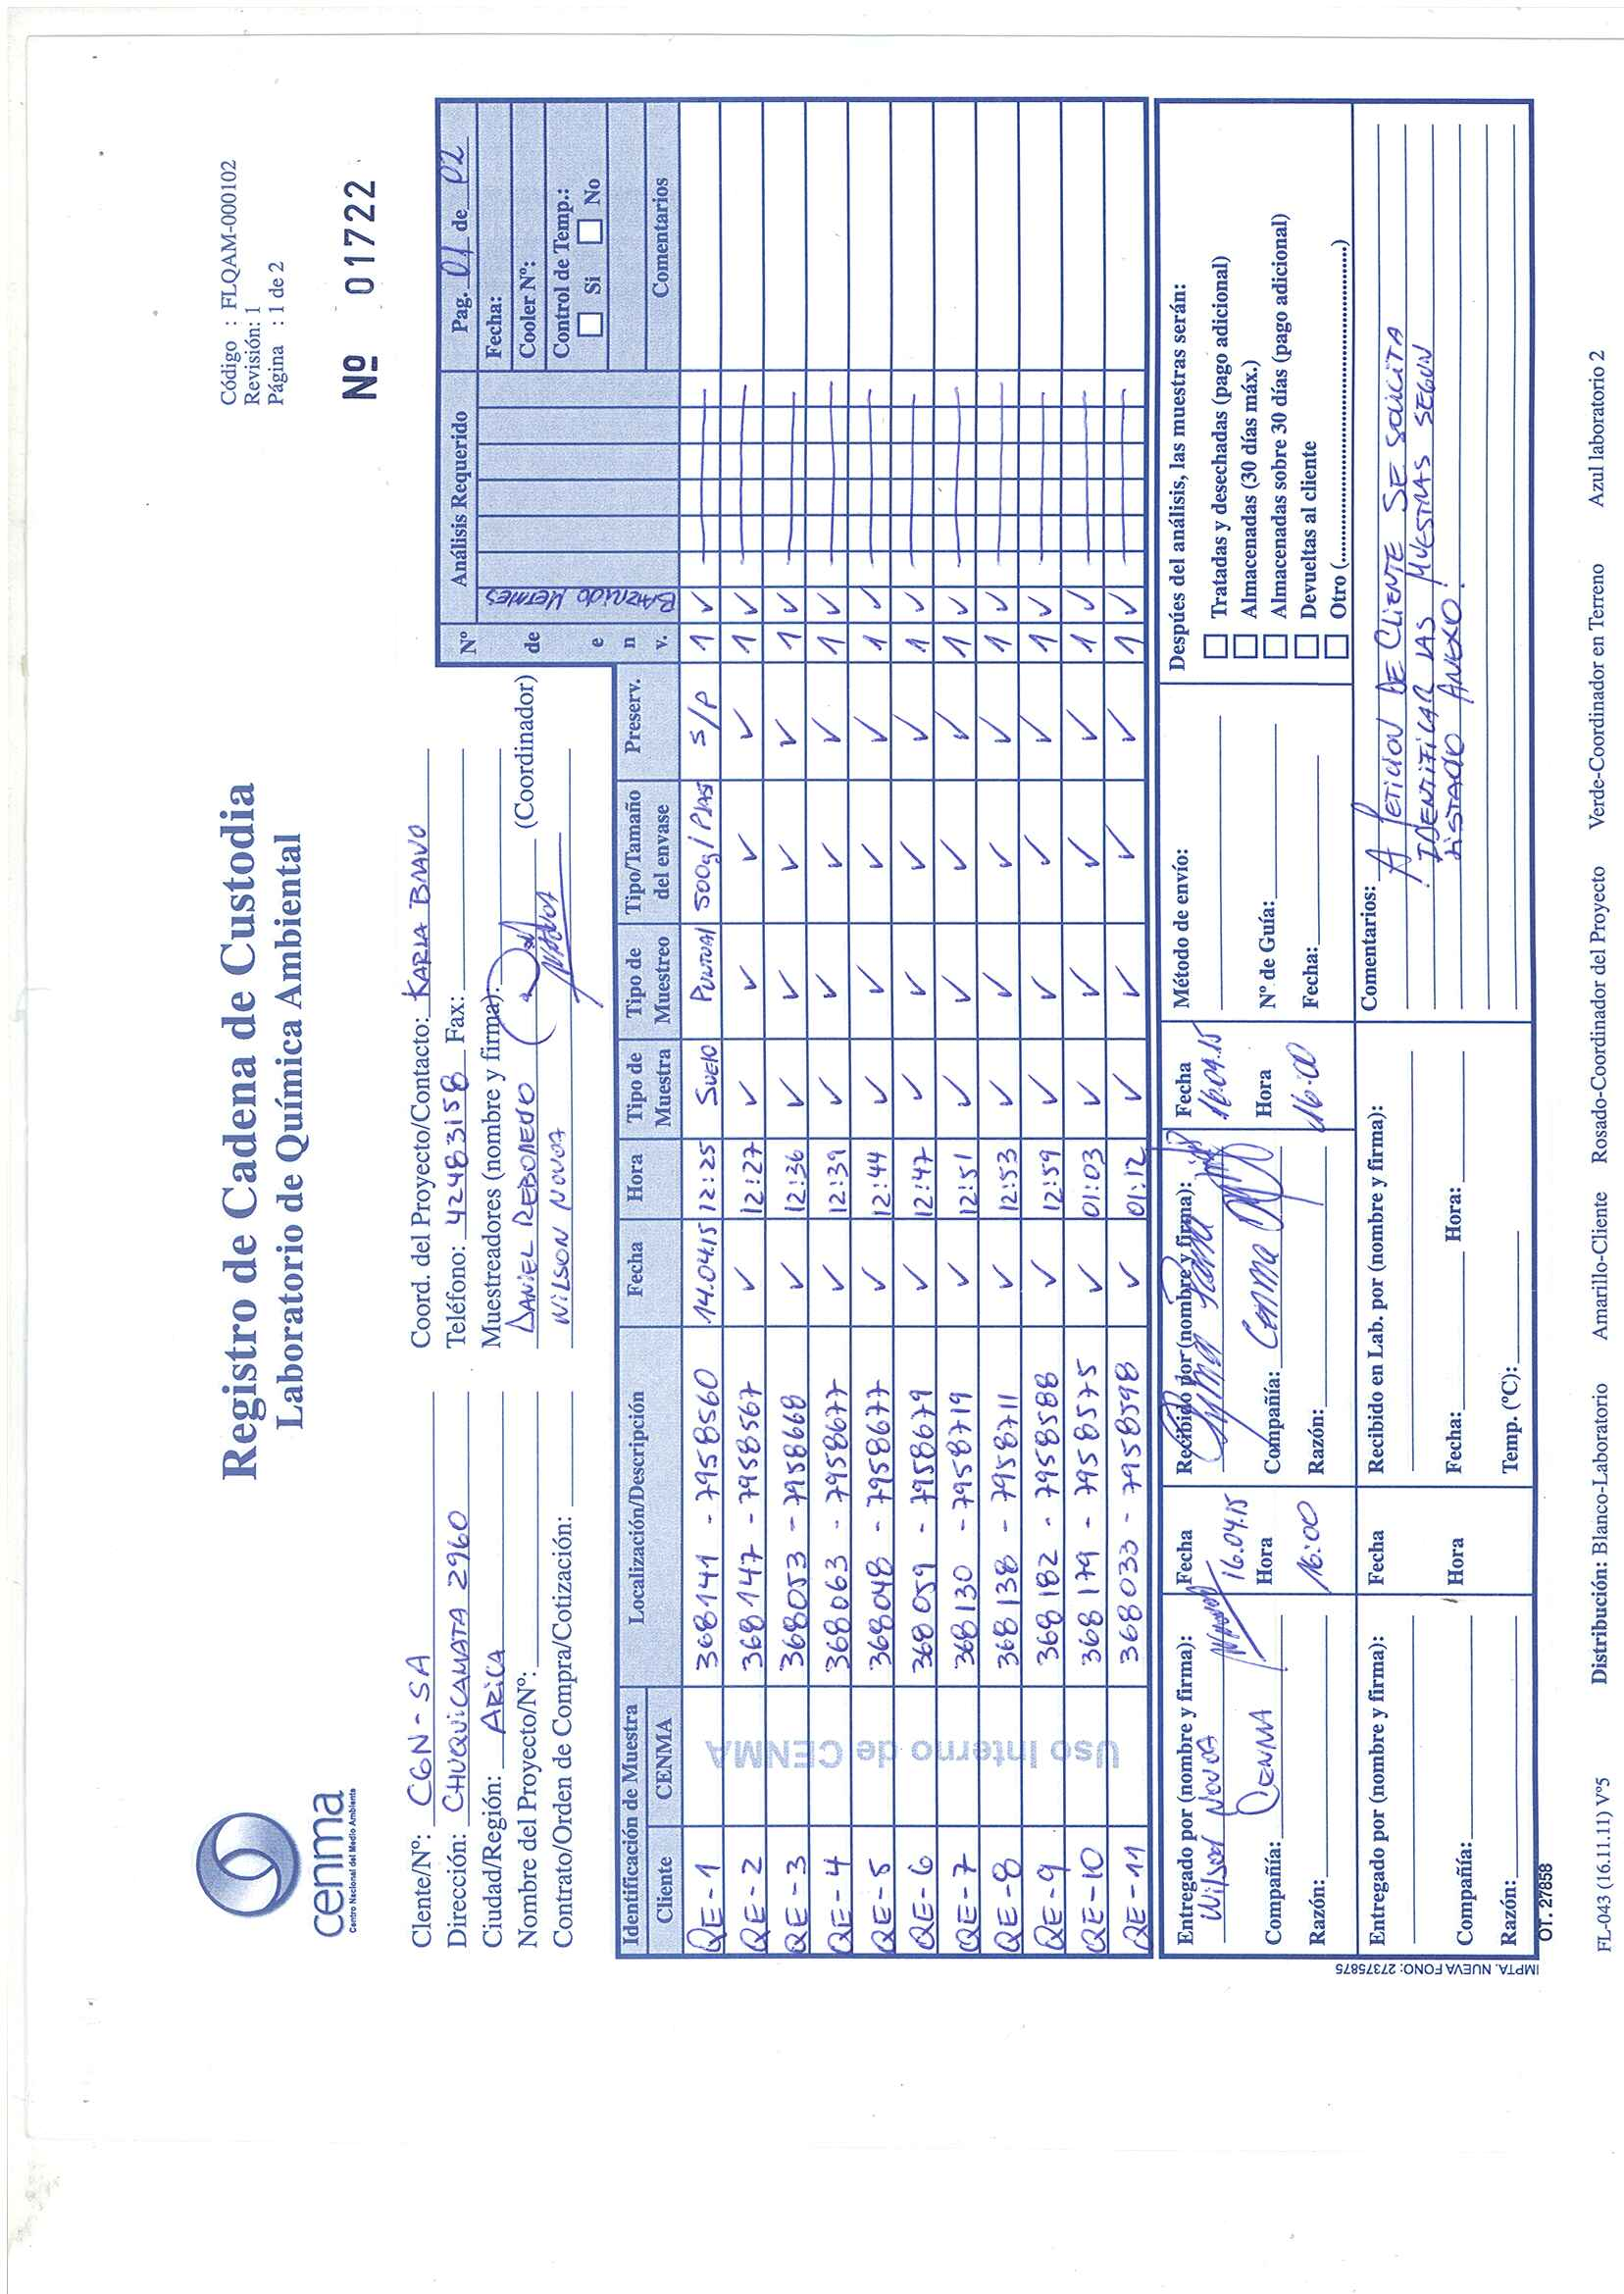 cenma
Centro Nacional del Medio Ambiente
Registro de Cadena de Custodia
Laboratorio de Química Ambiental
Código : FLQAM-000102
Revisión: 1
Página : 1 de 2
Nº 01722
Clente/Nº: CGN-SA
Dirección: CHUQUICAMATA 2960
Ciudad/Región: ARICA
Nombre del Proyecto/Nº:
Contrato/Orden de Compra/Cotización:
Coord. del Proyecto/Contacto: KARLA BRAVO
Teléfono: 42483158 Fax:
Muestreadores (nombre y firma):
DANIEL REBOREDO (Coordinador)
WILSON NOVOA
Nº de env. Análisis Requerido Pag. 01 de 02
BARRIDO METALES
Fecha:
Cooler Nº:
Control de Temp.:
Si No
Identificación de Muestra Localización/Descripción Fecha Hora Tipo de Muestra Tipo de Muestreo Tipo/Tamaño del envase Preserv. Comentarios
Cliente CENMA
QE-1 368141 - 7958560 14.04.15 12:25 SUELO PUNTUAL 500g/PLAST S/P 1 ✓
QE-2 368147 - 7958567 ✓ 12:27 ✓ ✓ ✓ ✓ 1 ✓
QE-3 368053 - 7958668 ✓ 12:36 ✓ ✓ ✓ ✓ 1 ✓
QE-4 368063 - 7958677 ✓ 12:39 ✓ ✓ ✓ ✓ 1 ✓
QE-5 368048 - 7958677 ✓ 12:44 ✓ ✓ ✓ ✓ 1 ✓
QE-6 368059 - 7958679 ✓ 12:47 ✓ ✓ ✓ ✓ 1 ✓
QE-7 368130 - 7958719 ✓ 12:51 ✓ ✓ ✓ ✓ 1 ✓
QE-8 368138 - 7958711 ✓ 12:53 ✓ ✓ ✓ ✓ 1 ✓
QE-9 368182 - 7958588 ✓ 12:59 ✓ ✓ ✓ ✓ 1 ✓
QE-10 368179 - 7958575 ✓ 01:03 ✓ ✓ ✓ ✓ 1 ✓
QE-11 368033 - 7958598 ✓ 01:12 ✓ ✓ ✓ ✓ 1 ✓
Uso Interno de CENMA
Entregado por (nombre y firma):
Wilson NOVOA
Compañía: CENMA
Razón:
Fecha
16.04.15
Hora
16:00
Recibido por (nombre y firma):
Compañía: Cenma
Razón:
Fecha
16.04.15
Hora
16:00
Método de envío:
Nº de Guía:
Fecha:
Despúes del análisis, las muestras serán:
Tratadas y desechadas (pago adicional)
Almacenadas (30 días máx.)
Almacenadas sobre 30 días (pago adicional)
Devueltas al cliente
Otro (..........)
Entregado por (nombre y firma):
Compañía:
Razón:
Fecha
Hora
Recibido en Lab. por (nombre y firma):
Fecha: Hora:
Temp. (ºC):
Comentarios:
A PETICION DE CLIENTE SE SOLICITA
IDENTIFICAR LAS MUESTRAS SEGUN
LISTADO ANEXO.
IMPTA. NUEVA FONO: 27375875
OT. 27858
FL-043 (16.11.11) Vº5
Distribución: Blanco-Laboratorio Amarillo-Cliente Rosado-Coordinador del Proyecto Verde-Coordinador en Terreno Azul laboratorio 2